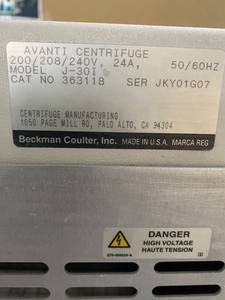 AVANTI CENTRIFUGE
200/208/240V, 24A, 50/60HZ
MODEL J-30I
CAT NO 363118 SER JKY01G07
CENTRIFUGE MANUFACTURING
1050 PAGE MILL RD, PALO ALTO, CA 94304
Beckman Coulter, Inc. MADE IN U.S.A. MARCA REG
DANGER
HIGH VOLTAGE
HAUTE TENSION